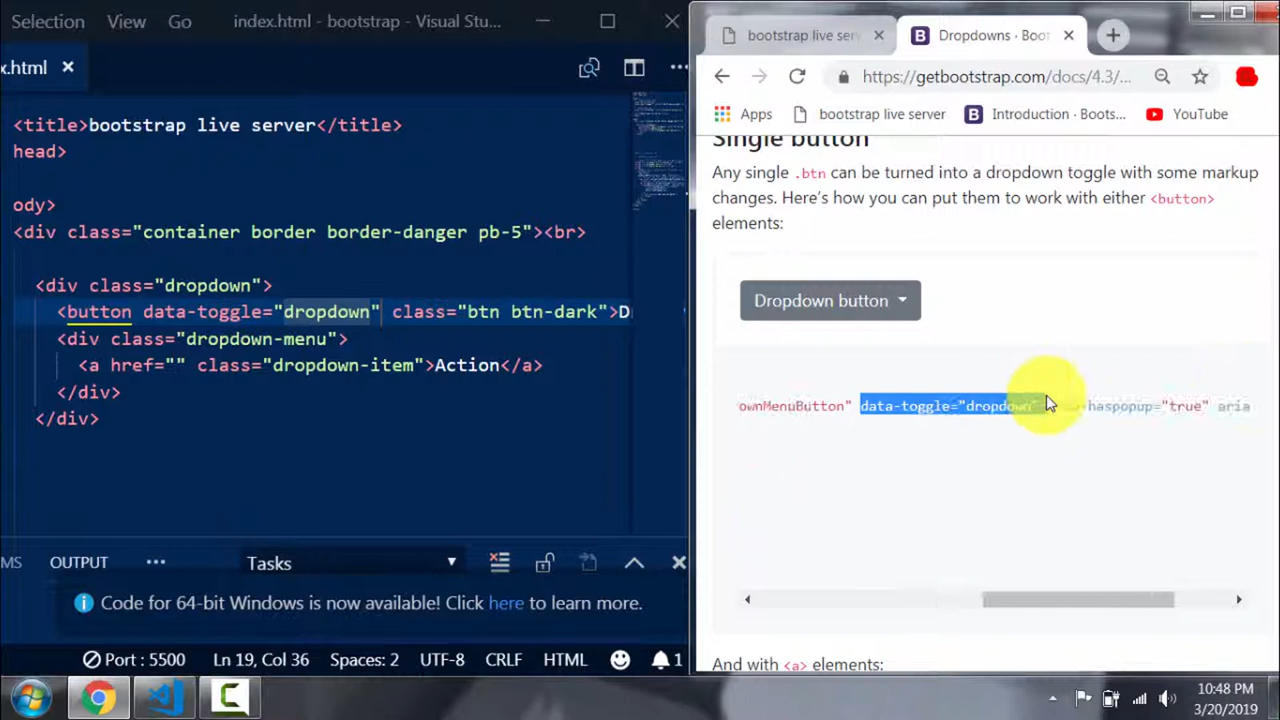 Selection View Go index.html - bootstrap - Visual Stu...
x.html
<title>bootstrap live server</title>
head>
ody>
<div class="container border border-danger pb-5"><br>
<div class="dropdown">
<button data-toggle="dropdown" class="btn btn-dark">D
<div class="dropdown-menu">
<a href="" class="dropdown-item">Action</a>
</div>
</div>
MS OUTPUT ... Tasks
Code for 64-bit Windows is now available! Click here to learn more.
Port : 5500 Ln 19, Col 36 Spaces: 2 UTF-8 CRLF HTML 1
bootstrap live serv
Dropdowns · Boot
https://getbootstrap.com/docs/4.3/...
Apps bootstrap live server Introduction · Boots... YouTube
Single button
Any single .btn can be turned into a dropdown toggle with some markup
changes. Here's how you can put them to work with either <button>
elements:
Dropdown button
ownMenuButton" data-toggle="dropdown" haspopup="true" aria
And with <a> elements:
10:48 PM
3/20/2019